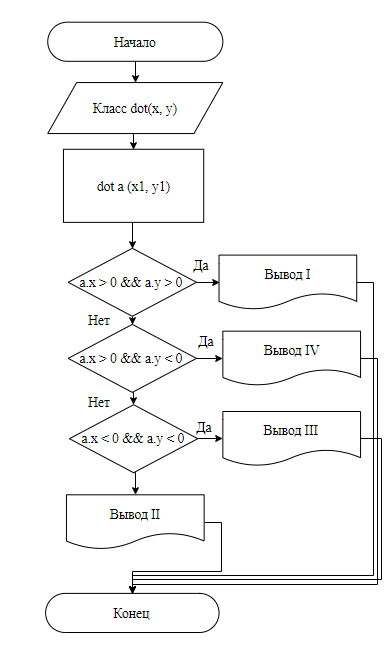 Начало
Класс dot(x, y)
dot a (x1, y1)
a.x > 0 && a.y > 0
Да
Вывод I
Нет
a.x > 0 && a.y < 0
Да
Вывод IV
Нет
a.x < 0 && a.y < 0
Да
Вывод III
Вывод II
Конец